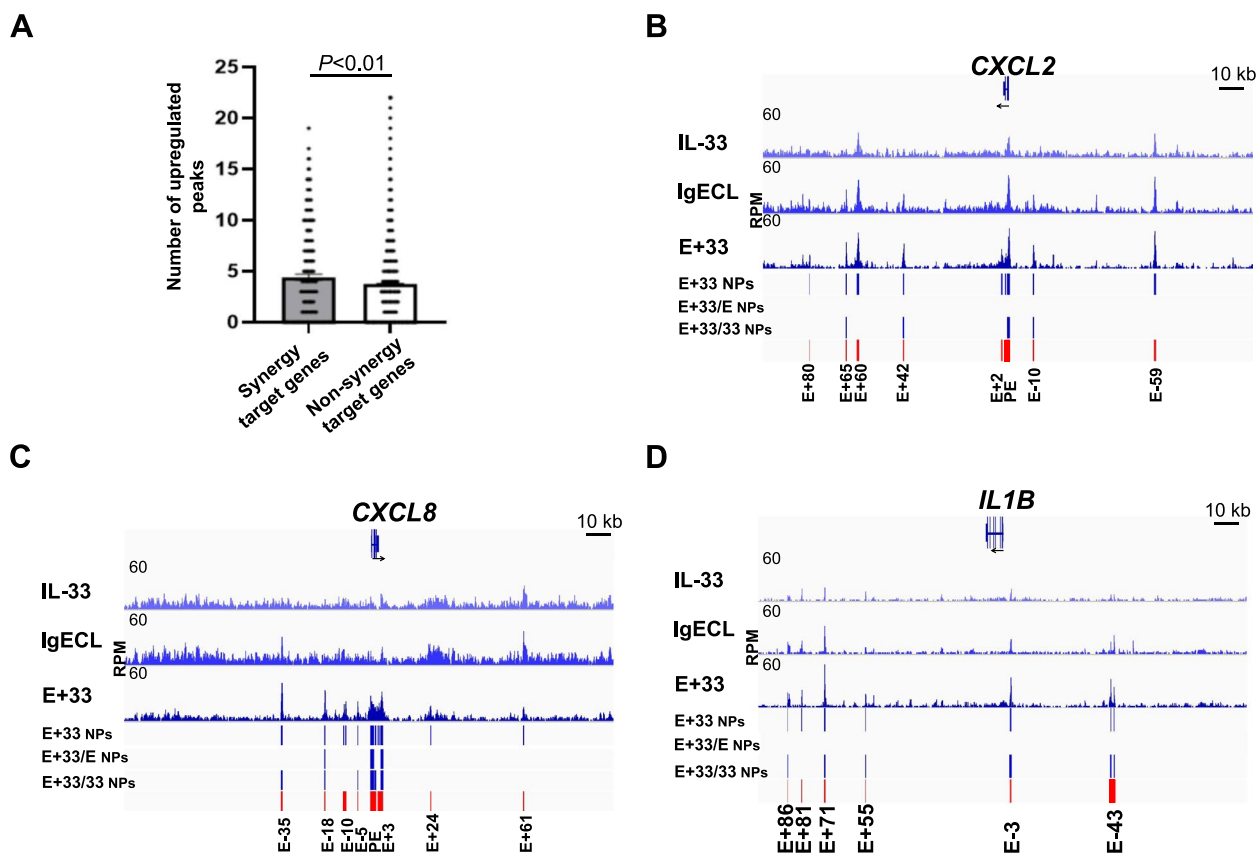 A
P<0.01
25
20
15
10
5
0
Number of upregulated
peaks
Synergy
target genes
Non-synergy
target genes
B
CXCL2
10 kb
60
IL-33
60
IgECL
RPM
60
E+33
E+33 NPs
E+33/E NPs
E+33/33 NPs
E+80
E+65
E+60
E+42
E+2
PE
E-10
E-59
C
CXCL8
10 kb
60
IL-33
60
IgECL
RPM
60
E+33
E+33 NPs
E+33/E NPs
E+33/33 NPs
E-35
E-18
E-10
E-5
PE
E+3
E+24
E+61
D
IL1B
10 kb
60
IL-33
60
IgECL
RPM
60
E+33
E+33 NPs
E+33/E NPs
E+33/33 NPs
E+86
E+81
E+71
E+55
E-3
E-43